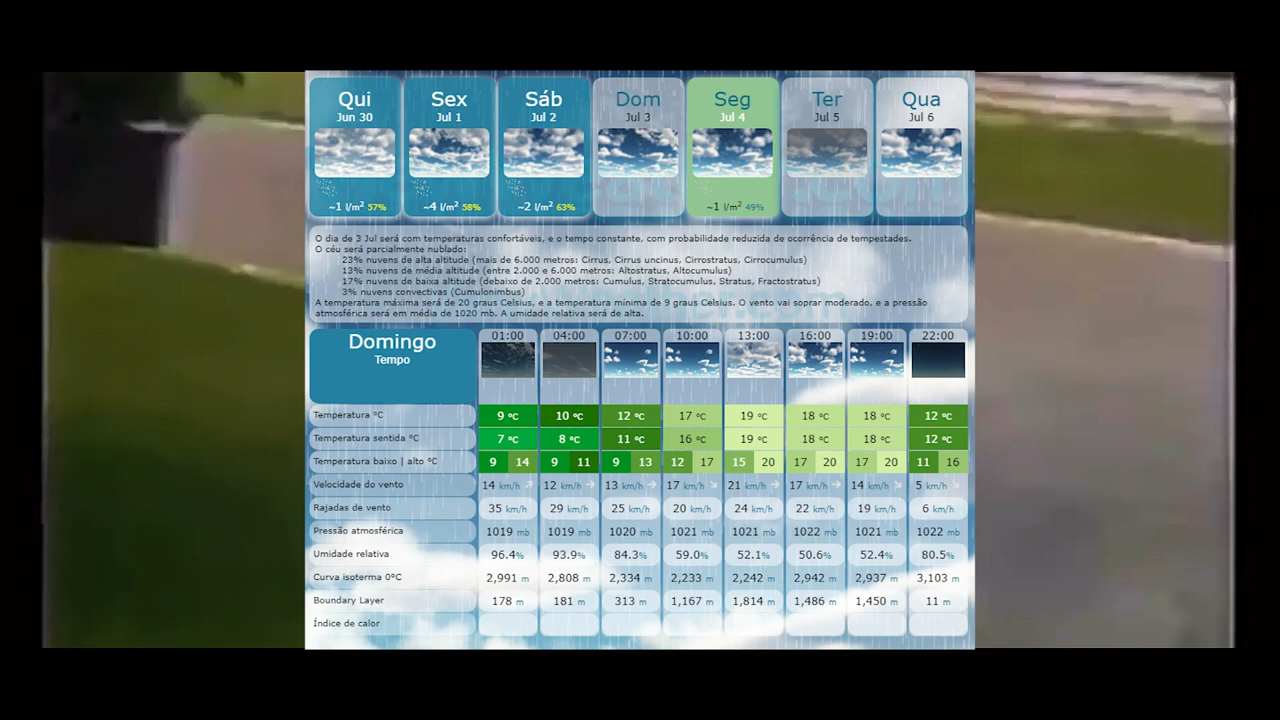 Qui Sex Sáb Dom Seg Ter Qua
Jun 30 Jul 1 Jul 2 Jul 3 Jul 4 Jul 5 Jul 6
~1 l/m² 57% ~4 l/m² 58% ~2 l/m² 63% ~1 l/m² 49%
O dia de 3 Jul será com temperaturas confortáveis, e o tempo constante, com probabilidade reduzida de ocorrência de tempestades.
O céu será parcialmente nublado:
23% nuvens de alta altitude (mais de 6.000 metros: Cirrus, Cirrus uncinus, Cirrostratus, Cirrocumulus)
13% nuvens de média altitude (entre 2.000 e 6.000 metros: Altostratus, Altocumulus)
17% nuvens de baixa altitude (debaixo de 2.000 metros: Cumulus, Stratocumulus, Stratus, Fractostratus)
3% nuvens convectivas (Cumulonimbus)
A temperatura máxima será de 20 graus Celsius, e a temperatura mínima de 9 graus Celsius. O vento vai soprar moderado, e a pressão
atmosférica será em média de 1020 mb. A umidade relativa será de alta.
Domingo 01:00 04:00 07:00 10:00 13:00 16:00 19:00 22:00
Tempo
Temperatura °C 9 °C 10 °C 12 °C 17 °C 19 °C 18 °C 18 °C 12 °C
Temperatura sentida °C 7 °C 8 °C 11 °C 16 °C 19 °C 18 °C 18 °C 12 °C
Temperatura baixo | alto °C 9 14 9 11 9 13 12 17 15 20 17 20 17 20 11 16
Velocidade do vento 14 km/h 12 km/h 13 km/h 17 km/h 21 km/h 17 km/h 14 km/h 5 km/h
Rajadas de vento 35 km/h 29 km/h 25 km/h 20 km/h 24 km/h 22 km/h 19 km/h 6 km/h
Pressão atmosférica 1019 mb 1019 mb 1020 mb 1021 mb 1021 mb 1022 mb 1021 mb 1022 mb
Umidade relativa 96.4% 93.9% 84.3% 59.0% 52.1% 50.6% 52.4% 80.5%
Curva isoterma 0°C 2,991 m 2,808 m 2,334 m 2,233 m 2,242 m 2,942 m 2,937 m 3,103 m
Boundary Layer 178 m 181 m 313 m 1,167 m 1,814 m 1,486 m 1,450 m 11 m
Índice de calor